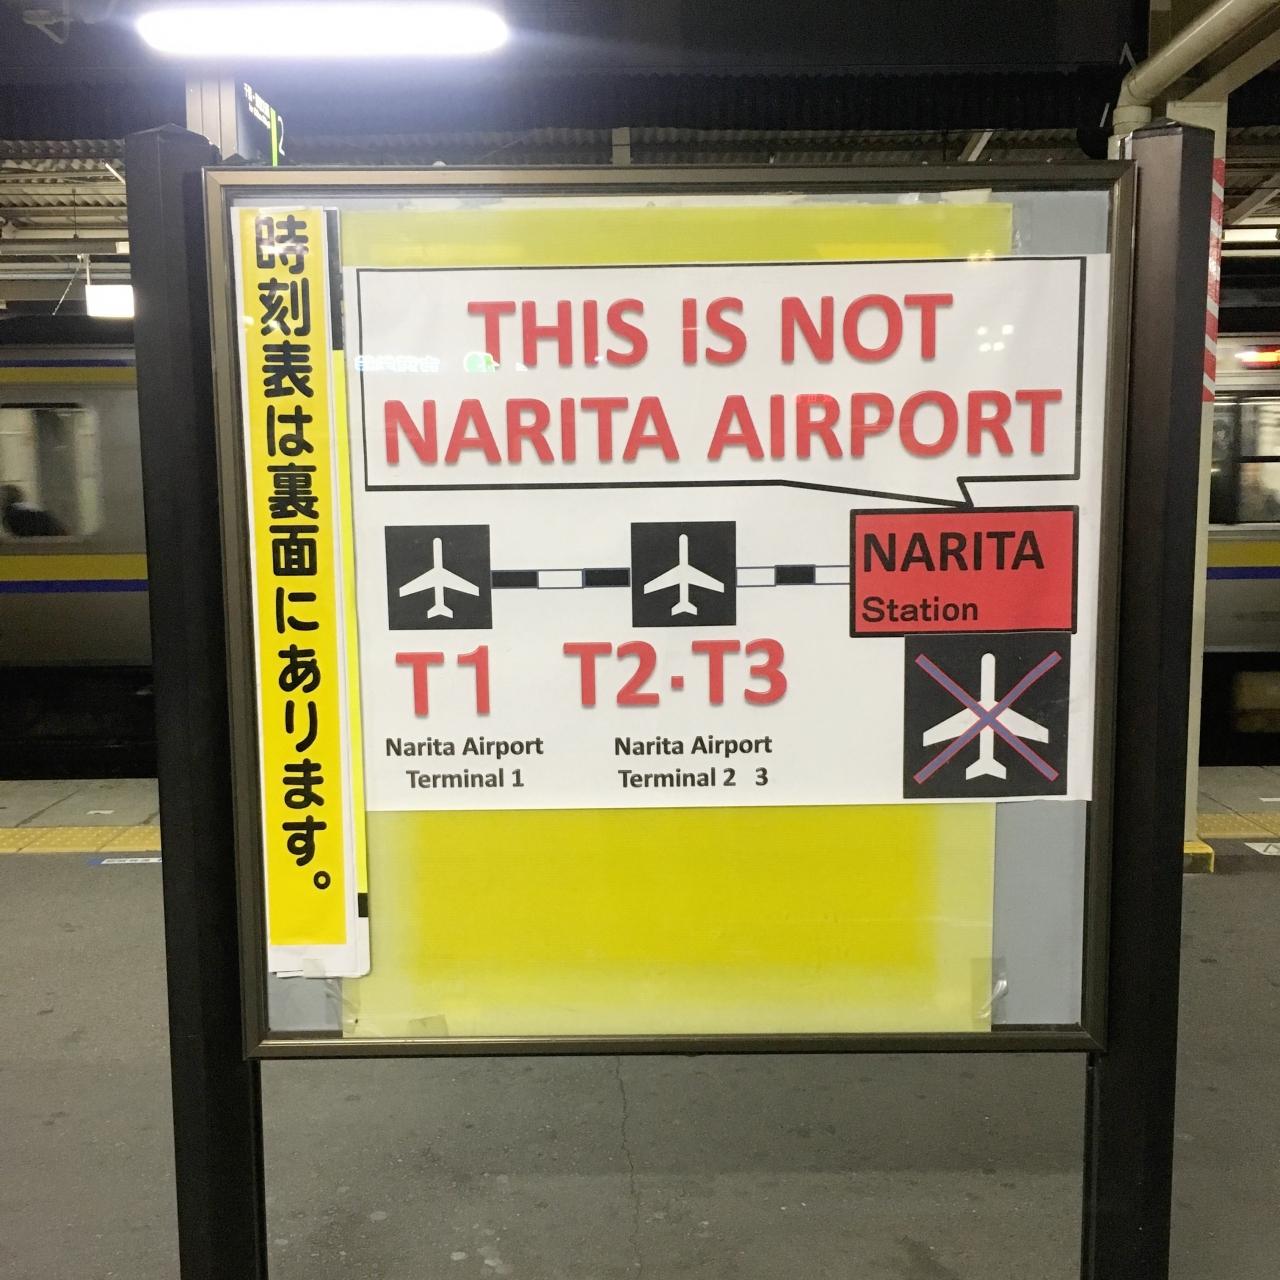 時刻表は裏面にあります。
THIS IS NOT
NARITA AIRPORT
NARITA
Station
T1
T2・T3
Narita Airport
Terminal 1
Narita Airport
Terminal 2 3
2